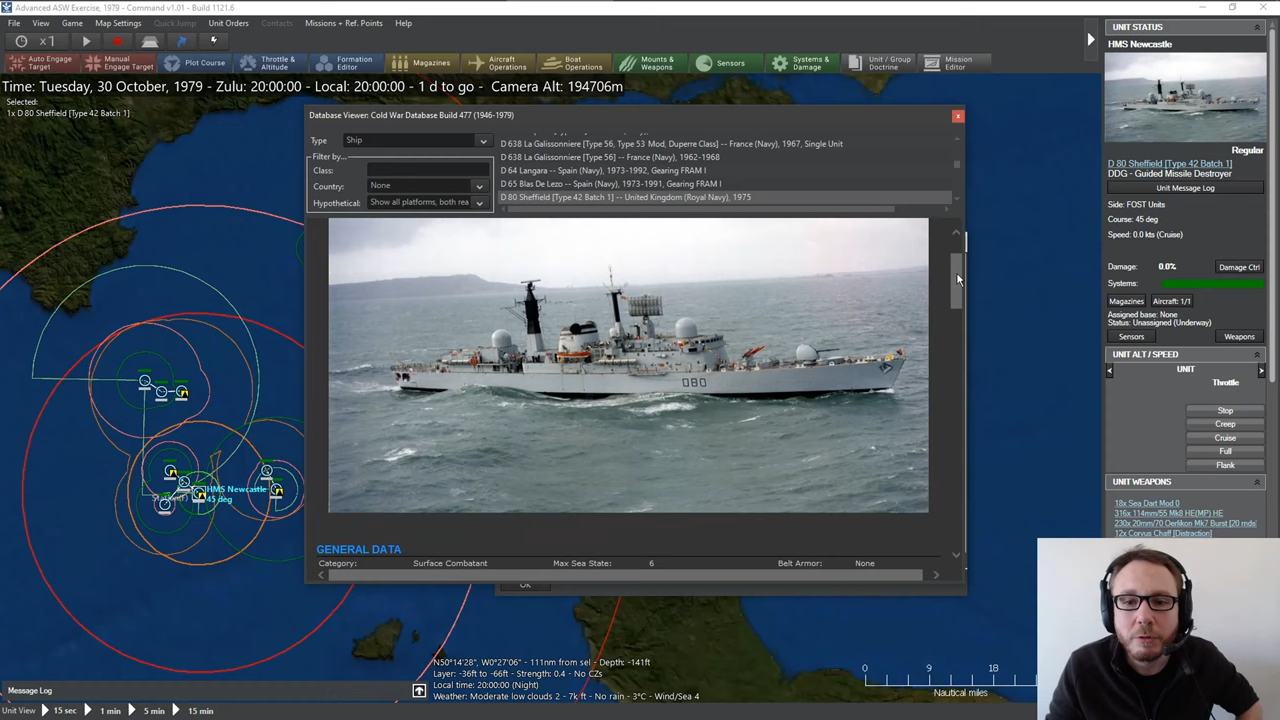 Advanced ASW Exercise, 1979 - Command v1.01 - Build 1121.6
File View Game Map Settings Quick Jump Unit Orders Contacts Missions + Ref. Points Help
x1
Auto Engage Target
Manual Engage Target
Plot Course
Throttle & Altitude
Formation Editor
Magazines
Aircraft Operations
Boat Operations
Mounts & Weapons
Sensors
Systems & Damage
Unit / Group Doctrine
Mission Editor
Time: Tuesday, 30 October, 1979 - Zulu: 20:00:00 - Local: 20:00:00 - 1 d to go - Camera Alt: 194706m
Selected:
1x D 80 Sheffield [Type 42 Batch 1]
Database Viewer: Cold War Database Build 477 (1946-1979)
Type Ship
Filter by...
Class:
Country: None
Hypothetical: Show all platforms, both rea
D 638 La Galissonniere [Type 56, Type 53 Mod, Duperre Class] -- France (Navy), 1967, Single Unit
D 638 La Galissonniere [Type 56] -- France (Navy), 1962-1968
D 64 Langara -- Spain (Navy), 1973-1992, Gearing FRAM I
D 65 Blas De Lezo -- Spain (Navy), 1973-1991, Gearing FRAM I
D 80 Sheffield [Type 42 Batch 1] -- United Kingdom (Royal Navy), 1975
D80
GENERAL DATA
Category: Surface Combatant Max Sea State: 6 Belt Armor: None
OK
HMS Newcastle
45 deg
N50°14'28", W0°27'06" - 111nm from sel - Depth: -141ft
Layer: -36ft to -66ft - Strength: 0.4 - No CZs
Local time: 20:00:00 (Night)
Weather: Moderate low clouds 2 - 7k ft - No rain - 3°C - Wind/Sea 4
0 9 18
Nautical miles
Message Log
Unit View 15 sec 1 min 5 min 15 min
UNIT STATUS
HMS Newcastle
Regular
D 80 Sheffield [Type 42 Batch 1]
DDG - Guided Missile Destroyer
Unit Message Log
Side: FOST Units
Course: 45 deg
Speed: 0.0 kts (Cruise)
Damage: 0.0% Damage Ctrl
Systems:
Magazines Aircraft: 1/1
Assigned base: None
Status: Unassigned (Underway)
Sensors Weapons
UNIT ALT / SPEED
UNIT
Throttle
Stop
Creep
Cruise
Full
Flank
UNIT WEAPONS
18x Sea Dart Mod 0
316x 114mm/55 Mk8 HE(MP) HE
230x 20mm/70 Oerlikon Mk7 Burst [20 rnds]
12x Corvus Chaff [Distraction]